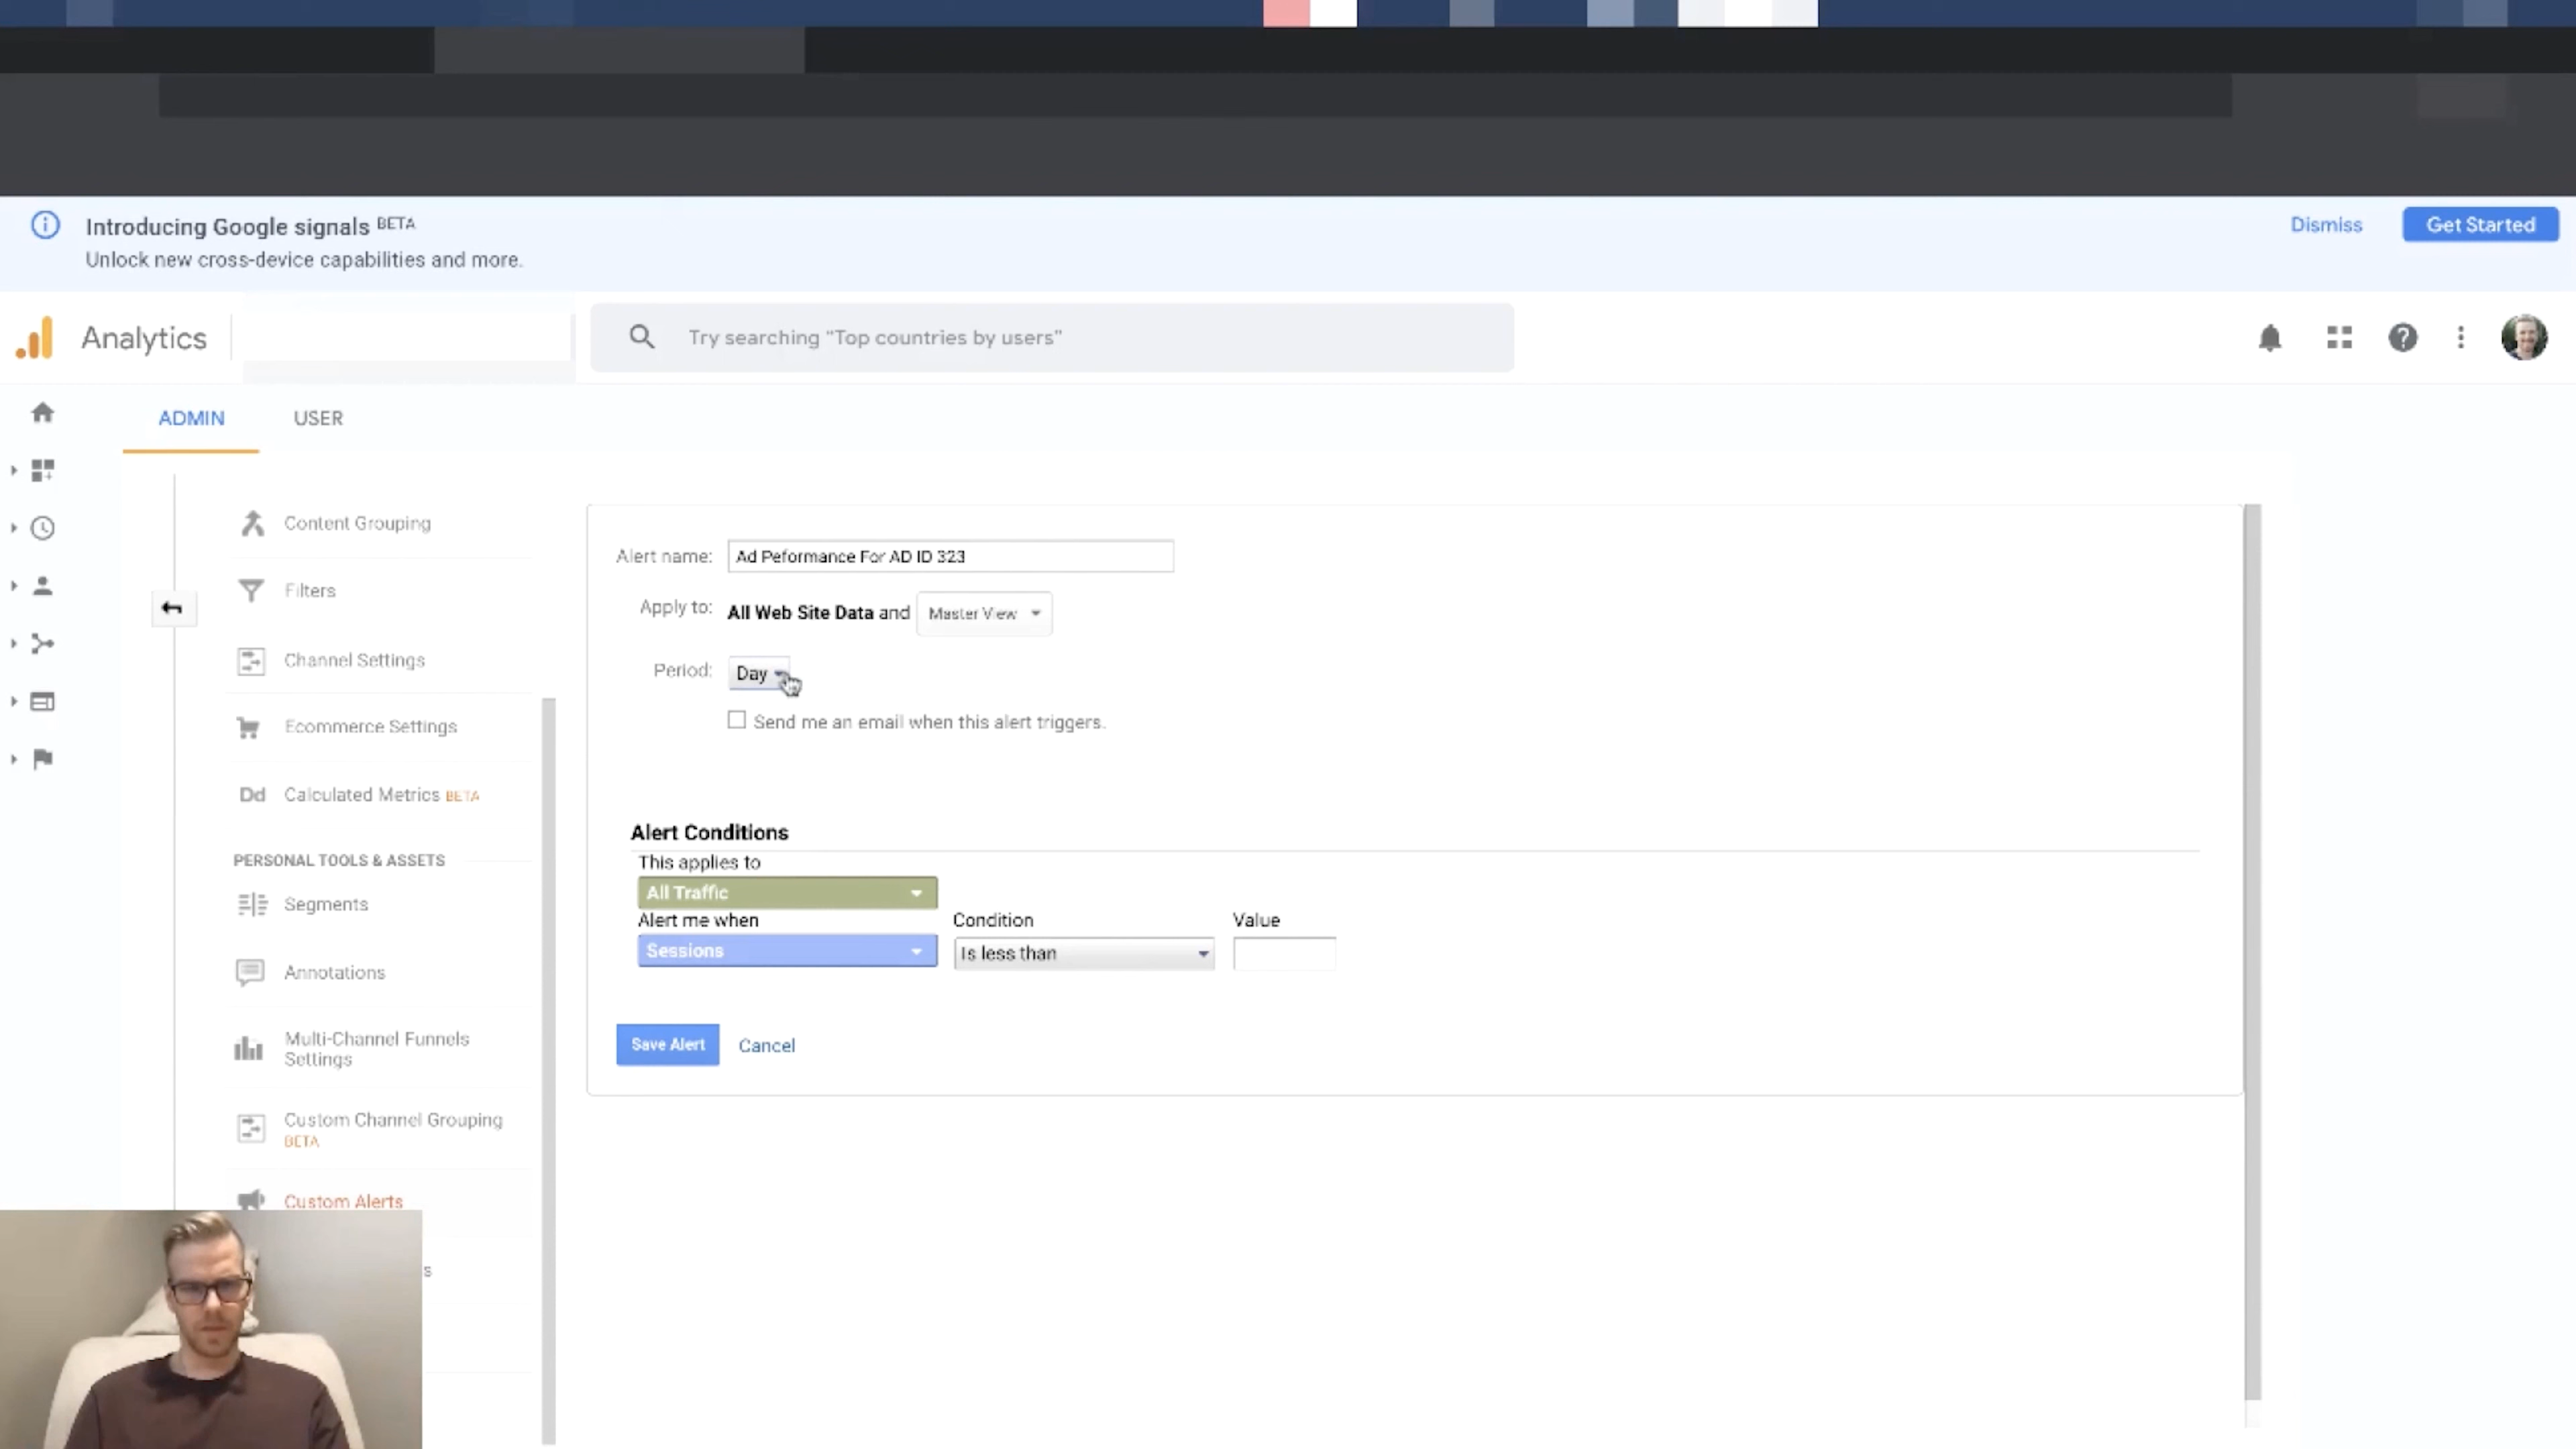 Introducing Google signals BETA
Dismiss
Get Started
Unlock new cross-device capabilities and more.
Analytics
Try searching "Top countries by users"
ADMIN
USER
Content Grouping
Filters
Channel Settings
Ecommerce Settings
Dd Calculated Metrics BETA
PERSONAL TOOLS & ASSETS
Segments
Annotations
Multi-Channel Funnels
Settings
Custom Channel Grouping
BETA
Custom Alerts
s
Alert name: Ad Peformance For AD ID 323
Apply to: All Web Site Data and Master View
Period: Day
Send me an email when this alert triggers.
Alert Conditions
This applies to
All Traffic
Alert me when Condition Value
Sessions Is less than
Save Alert Cancel